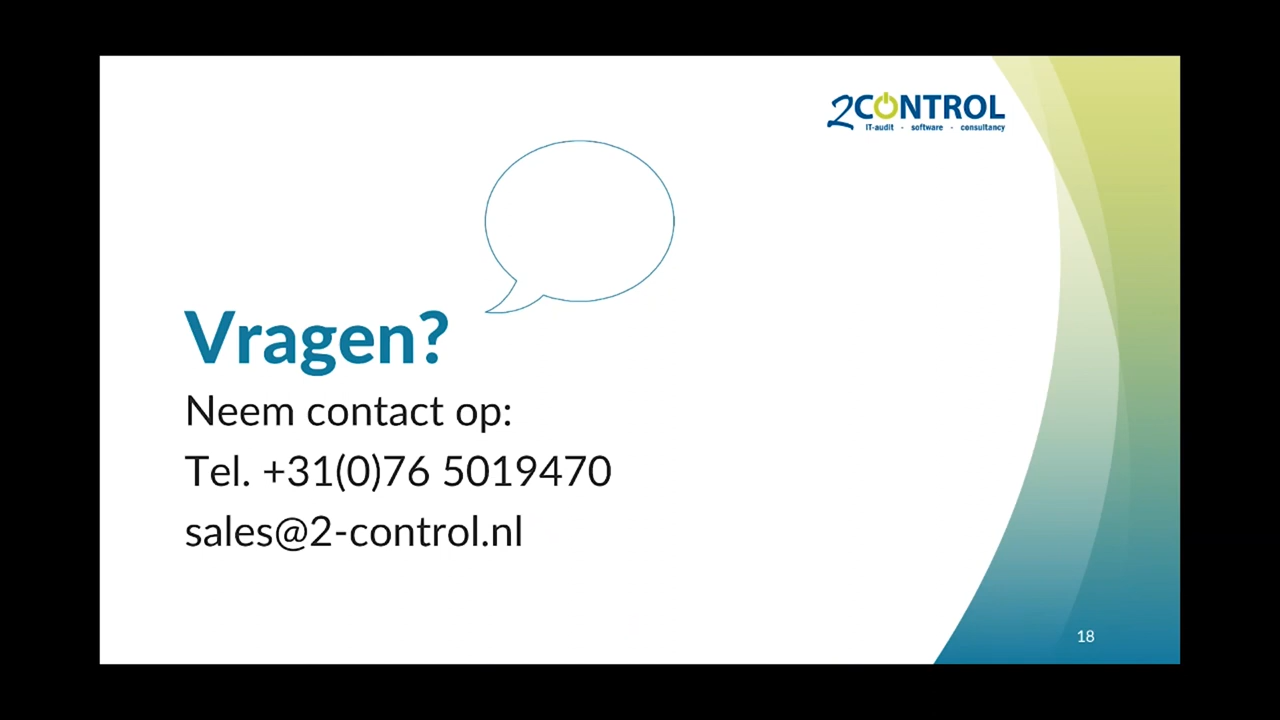 2CONTROL
IT-audit - software - consultancy
Vragen?
Neem contact op:
Tel. +31(0)76 5019470
sales@2-control.nl
18